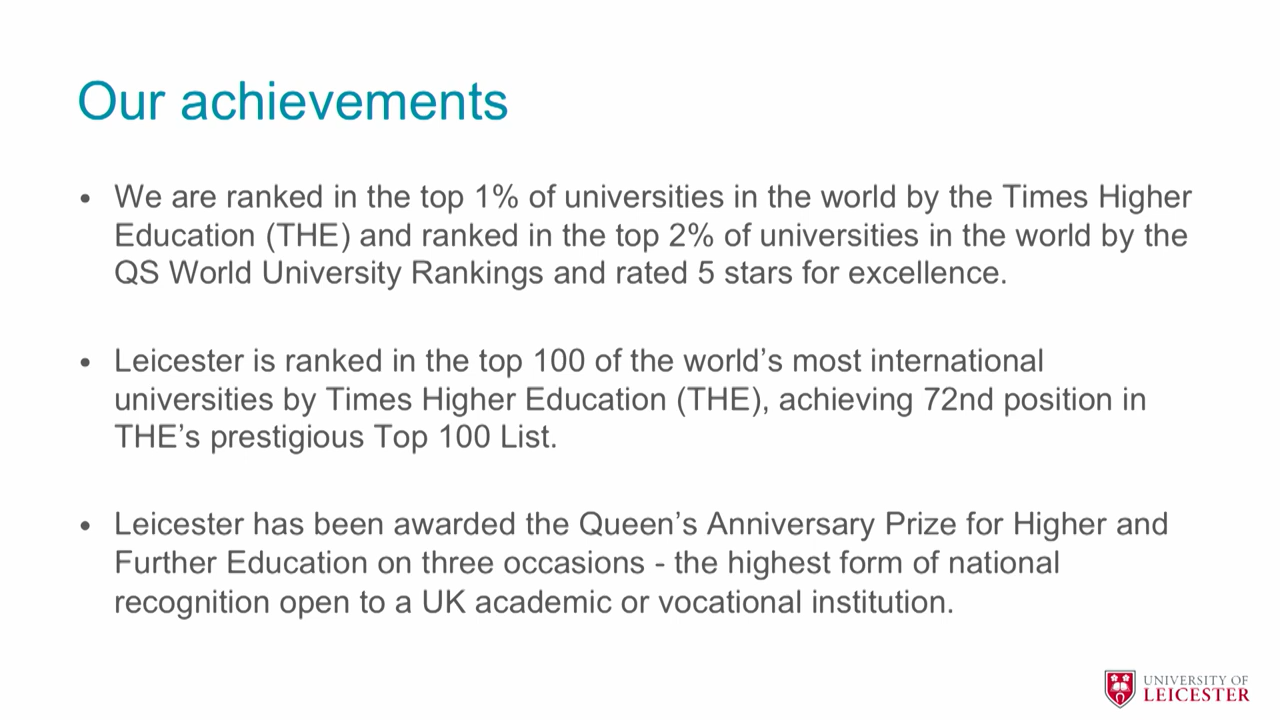 Our achievements
• We are ranked in the top 1% of universities in the world by the Times Higher
Education (THE) and ranked in the top 2% of universities in the world by the
QS World University Rankings and rated 5 stars for excellence.
• Leicester is ranked in the top 100 of the world’s most international
universities by Times Higher Education (THE), achieving 72nd position in
THE’s prestigious Top 100 List.
• Leicester has been awarded the Queen’s Anniversary Prize for Higher and
Further Education on three occasions - the highest form of national
recognition open to a UK academic or vocational institution.
UNIVERSITY OF
LEICESTER